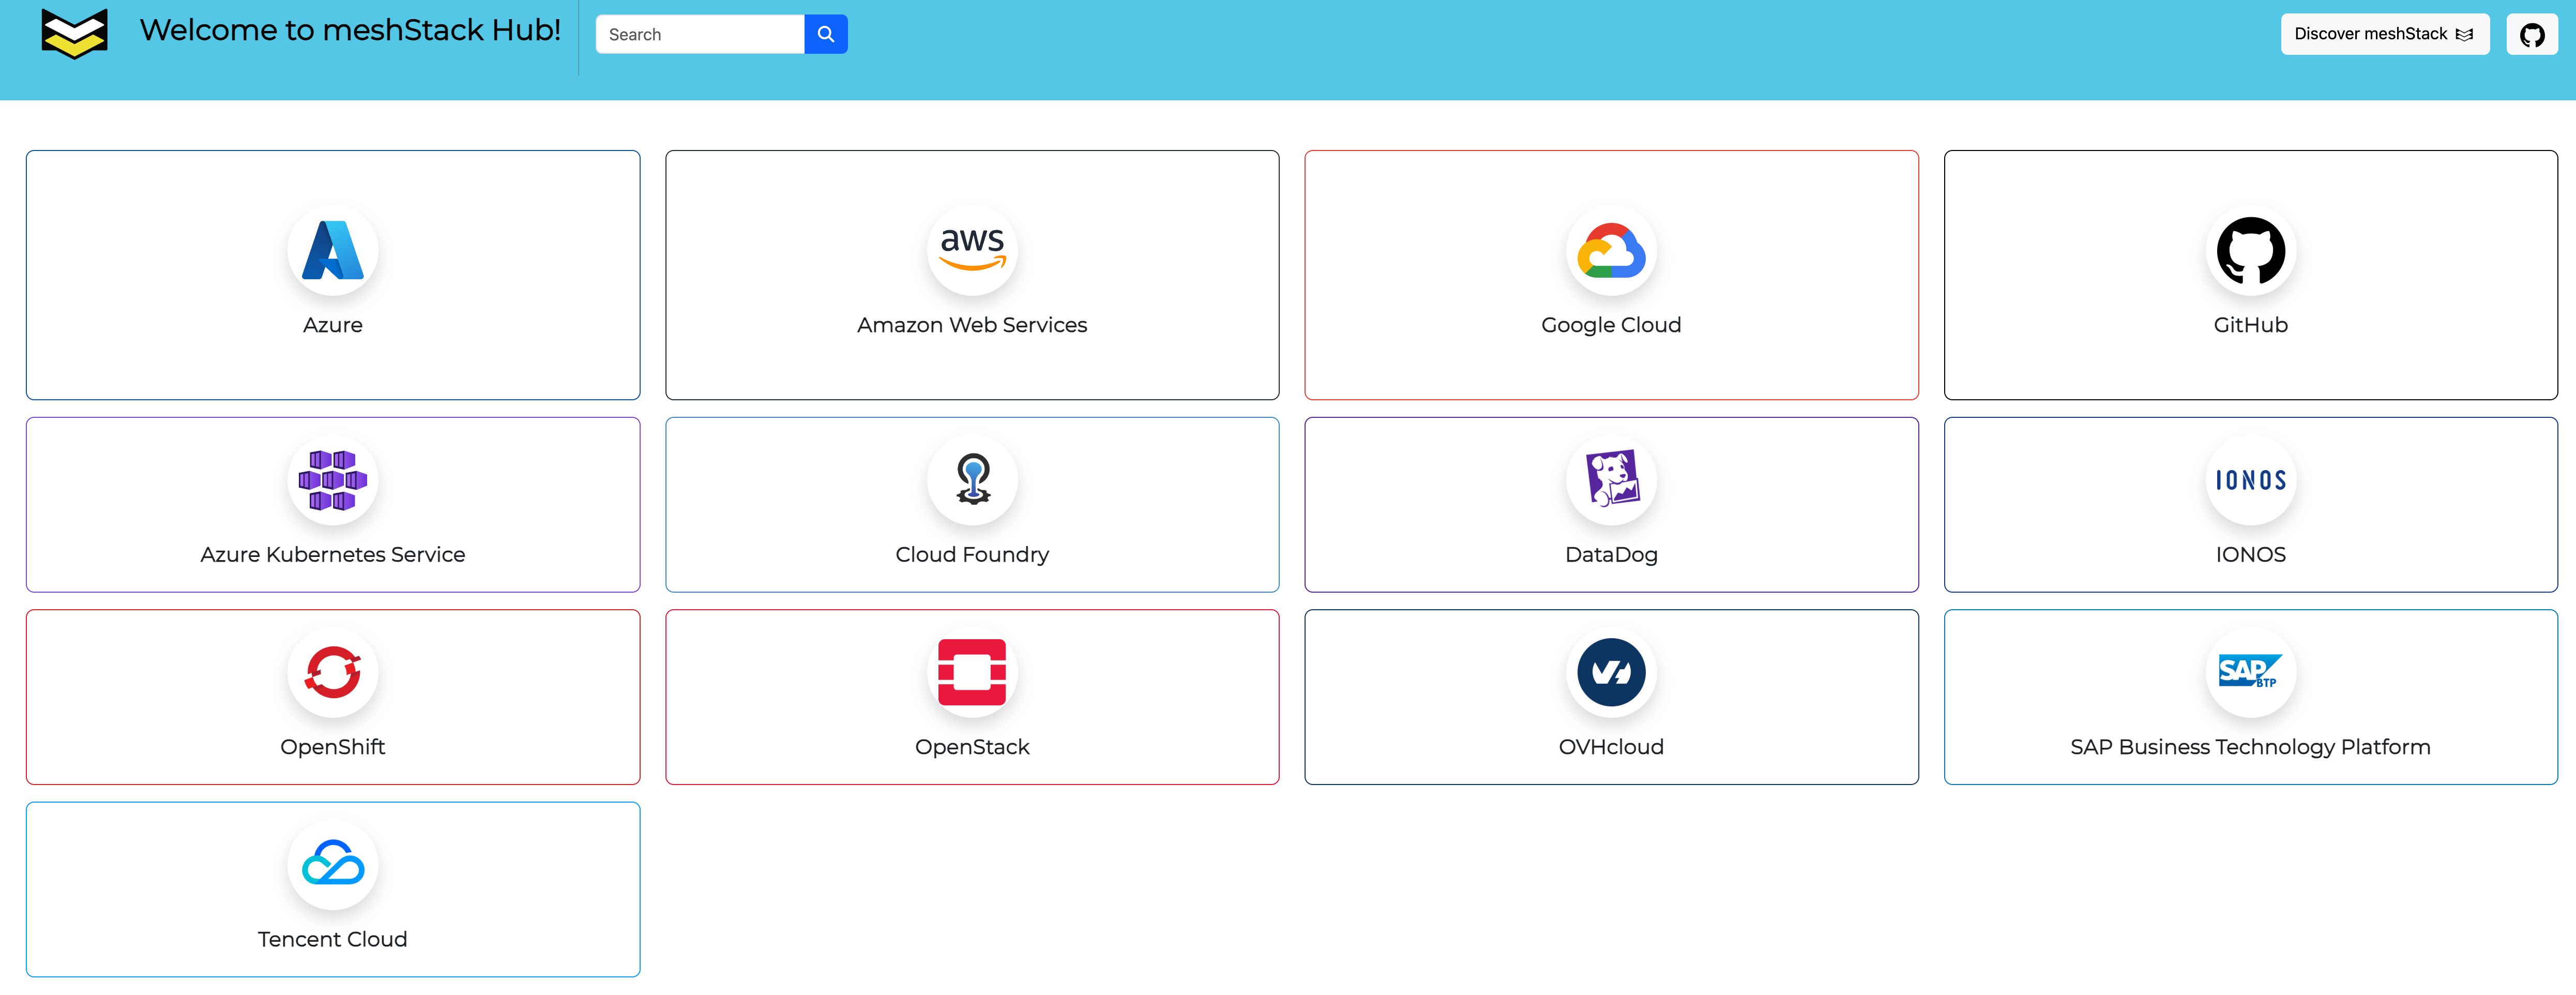 Welcome to meshStack Hub!
Search
Discover meshStack
Azure
aws
Amazon Web Services
Google Cloud
GitHub
Azure Kubernetes Service
Cloud Foundry
DataDog
IONOS
IONOS
OpenShift
OpenStack
OVHcloud
SAP
BTP
SAP Business Technology Platform
Tencent Cloud